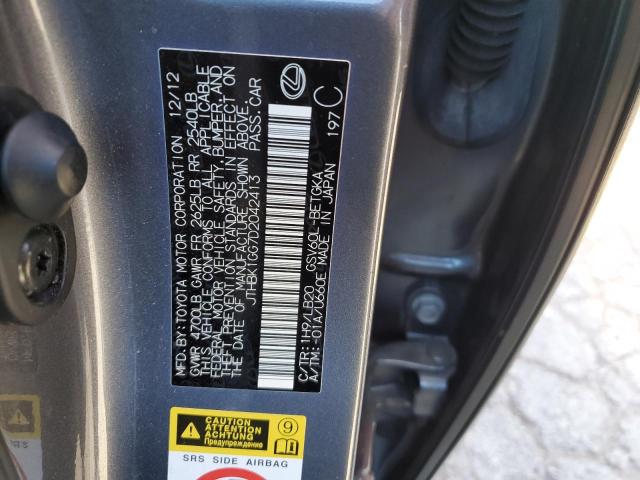 MFD.BY:TOYOTA MOTOR CORPORATION 12/12
GVWR 4700LB GAWR FR 2625LB RR 2540LB
THIS VEHICLE CONFORMS TO ALL APPLICABLE
FEDERAL MOTOR VEHICLE SAFETY, BUMPER, AND
THEFT PREVENTION STANDARDS IN EFFECT ON
THE DATE OF MANUFACTURE SHOWN ABOVE.
JTHBK1GG7D2042413 PASS.CAR
C/TR:1H9/LB20 GSV60L-BETGKA
A/TM:-01A/U660E MADE IN JAPAN 197 C
CAUTION
ATTENTION
ACHTUNG
Предупреждение
9
SRS SIDE AIRBAG